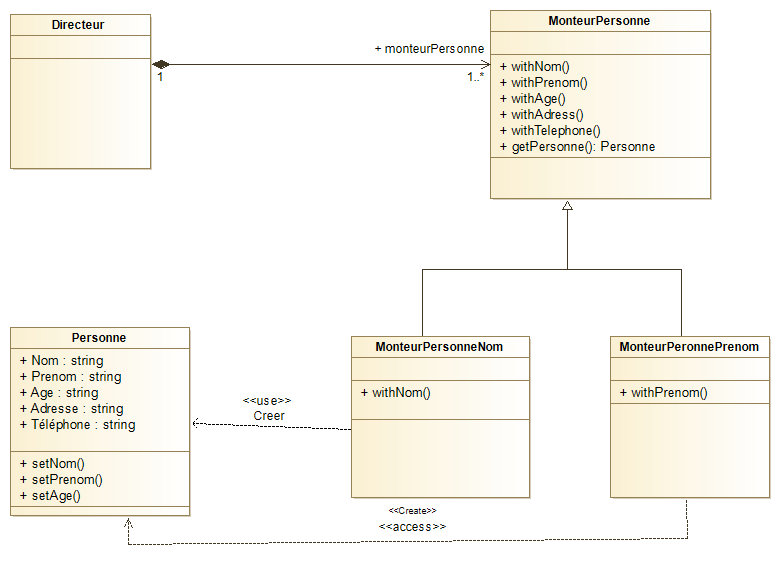 Directeur
+ monteurPersonne
1
1..*
MonteurPersonne
+ withNom()
+ withPrenom()
+ withAge()
+ withAdress()
+ withTelephone()
+ getPersonne(): Personne
Personne
+ Nom : string
+ Prenom : string
+ Age : string
+ Adresse : string
+ Téléphone : string
+ setNom()
+ setPrenom()
+ setAge()
<<use>>
Creer
MonteurPersonneNom
+ withNom()
MonteurPeronnePrenom
+ withPrenom()
<<Create>>
<<access>>